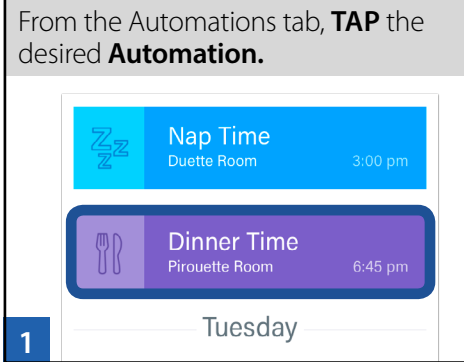 From the Automations tab, TAP the
desired Automation.
Zzz
Nap Time
Duette Room
3:00 pm
Dinner Time
Pirouette Room
6:45 pm
Tuesday
1